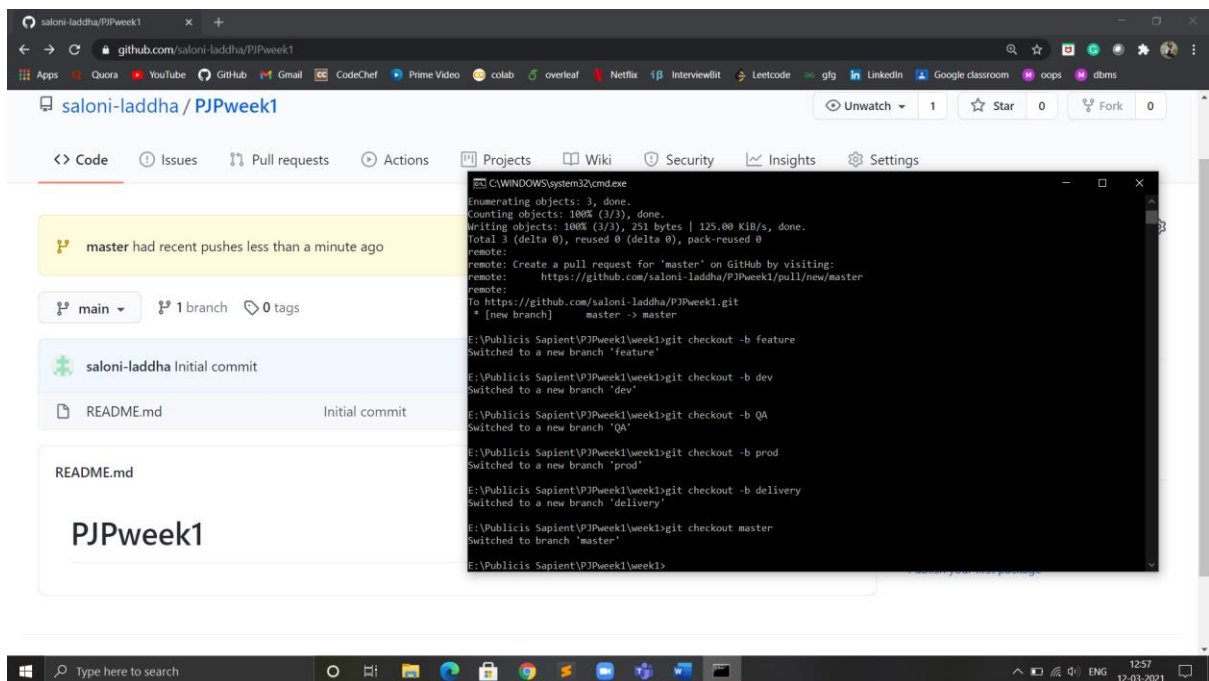 saloni-laddha/PJPweek1
github.com/saloni-laddha/PJPweek1
Apps Quora YouTube GitHub Gmail CodeChef Prime Video colab overleaf Netflix InterviewBit Leetcode gfg LinkedIn Google classroom oops dbms
saloni-laddha / PJPweek1
Unwatch 1 Star 0 Fork 0
Code Issues Pull requests Actions Projects Wiki Security Insights Settings
master had recent pushes less than a minute ago
main 1 branch 0 tags
saloni-laddha Initial commit
README.md Initial commit
README.md
PJPweek1
C:\WINDOWS\system32\cmd.exe
Enumerating objects: 3, done.
Counting objects: 100% (3/3), done.
Writing objects: 100% (3/3), 251 bytes | 125.00 KiB/s, done.
Total 3 (delta 0), reused 0 (delta 0), pack-reused 0
remote:
remote: Create a pull request for 'master' on GitHub by visiting:
remote: https://github.com/saloni-laddha/PJPweek1/pull/new/master
remote:
To https://github.com/saloni-laddha/PJPweek1.git
* [new branch] master -> master
E:\Publicis Sapient\PJPweek1\week1>git checkout -b feature
Switched to a new branch 'feature'
E:\Publicis Sapient\PJPweek1\week1>git checkout -b dev
Switched to a new branch 'dev'
E:\Publicis Sapient\PJPweek1\week1>git checkout -b QA
Switched to a new branch 'QA'
E:\Publicis Sapient\PJPweek1\week1>git checkout -b prod
Switched to a new branch 'prod'
E:\Publicis Sapient\PJPweek1\week1>git checkout -b delivery
Switched to a new branch 'delivery'
E:\Publicis Sapient\PJPweek1\week1>git checkout master
Switched to branch 'master'
E:\Publicis Sapient\PJPweek1\week1>
Type here to search
ENG
12:57
12-03-2021